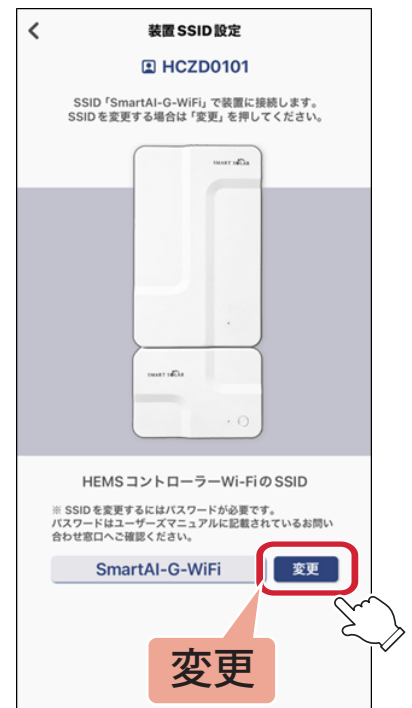 装置SSID設定
HCZD0101
SSID「SmartAI-G-WiFi」で装置に接続します。
SSIDを変更する場合は「変更」を押してください。
SMART SOLAR
SMART SOLAR
HEMSコントローラーWi-FiのSSID
※ SSIDを変更するにはパスワードが必要です。
パスワードはユーザーズマニュアルに記載されているお問い
合わせ窓口へご確認ください。
SmartAI-G-WiFi 変更
変更